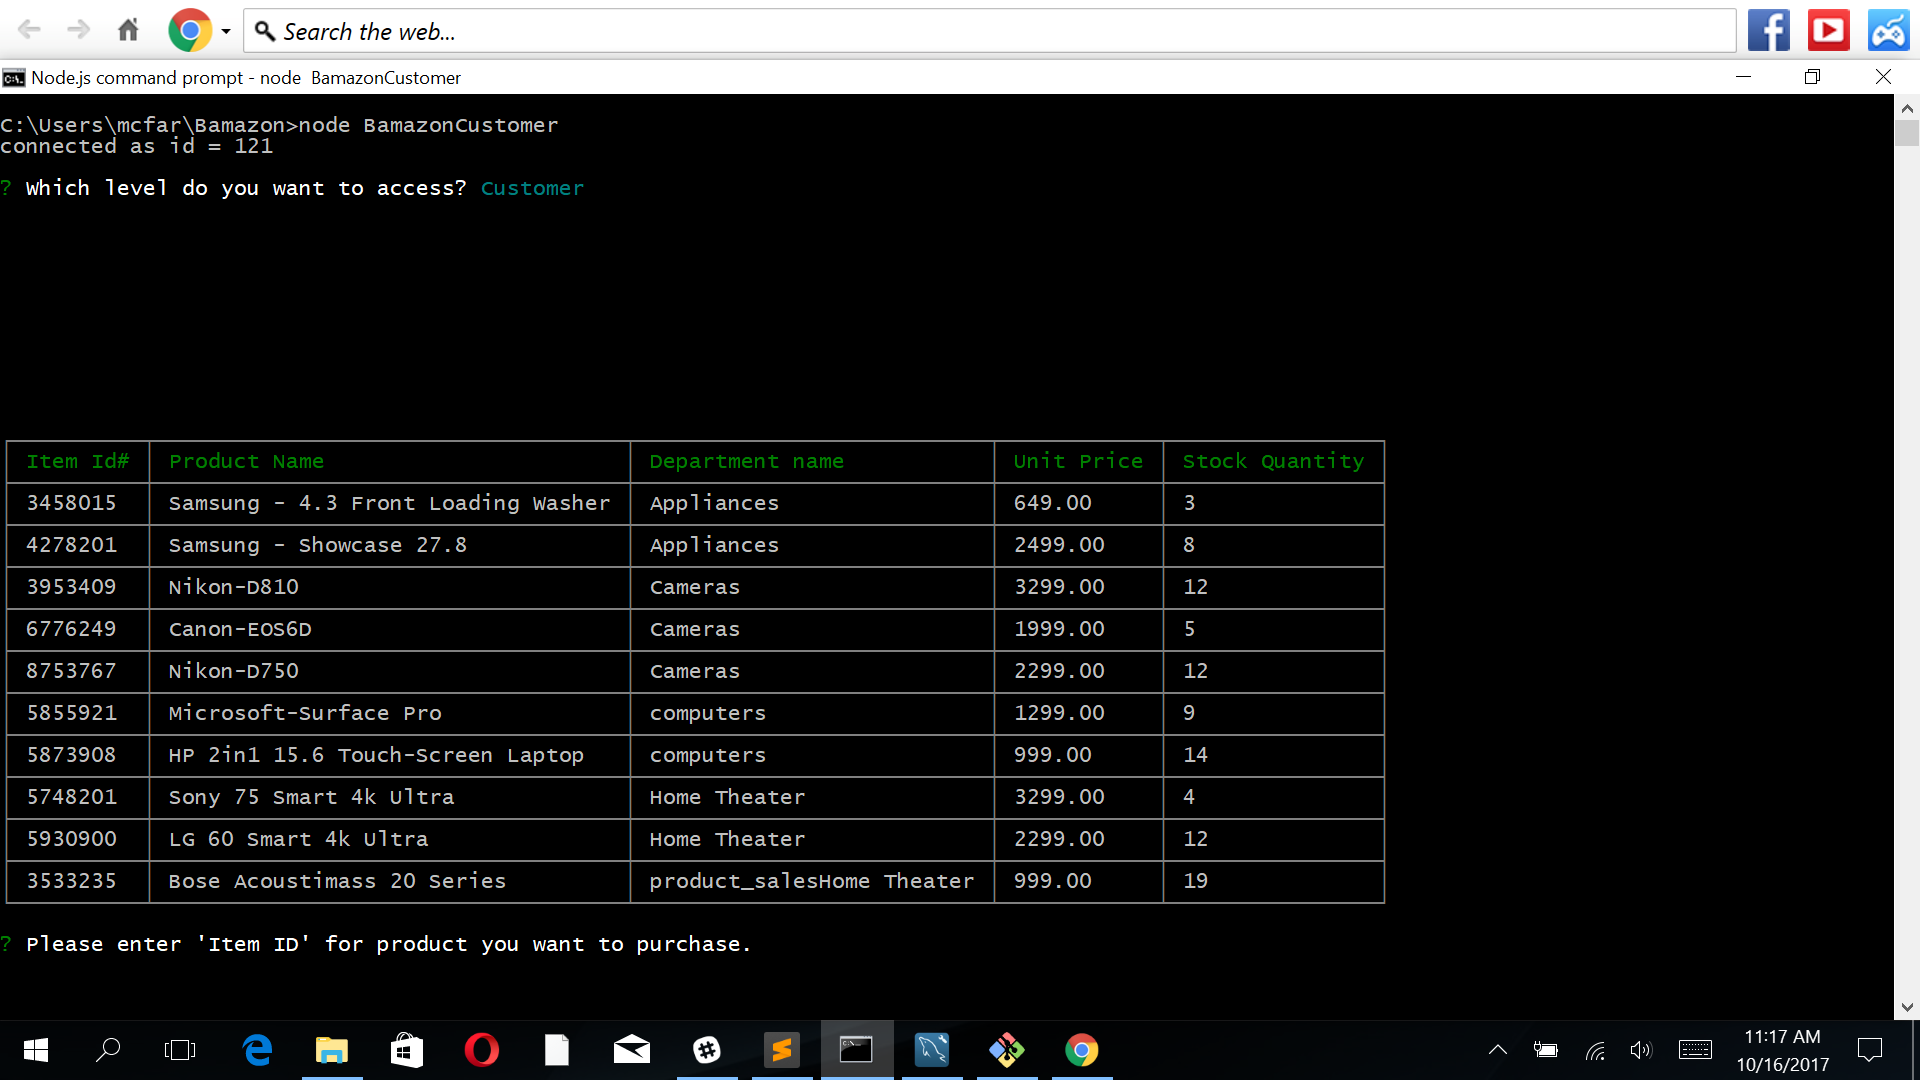 Search the web...
Node.js command prompt - node  BamazonCustomer
C:\Users\mcfar\Bamazon>node BamazonCustomer
connected as id = 121
? Which level do you want to access? Customer
Item Id# Product Name Department name Unit Price Stock Quantity
3458015 Samsung - 4.3 Front Loading Washer Appliances 649.00 3
4278201 Samsung - Showcase 27.8 Appliances 2499.00 8
3953409 Nikon-D810 Cameras 3299.00 12
6776249 Canon-EOS6D Cameras 1999.00 5
8753767 Nikon-D750 Cameras 2299.00 12
5855921 Microsoft-Surface Pro computers 1299.00 9
5873908 HP 2in1 15.6 Touch-Screen Laptop computers 999.00 14
5748201 Sony 75 Smart 4k Ultra Home Theater 3299.00 4
5930900 LG 60 Smart 4k Ultra Home Theater 2299.00 12
3533235 Bose Acoustimass 20 Series product_salesHome Theater 999.00 19
? Please enter 'Item ID' for product you want to purchase.
11:17 AM
10/16/2017